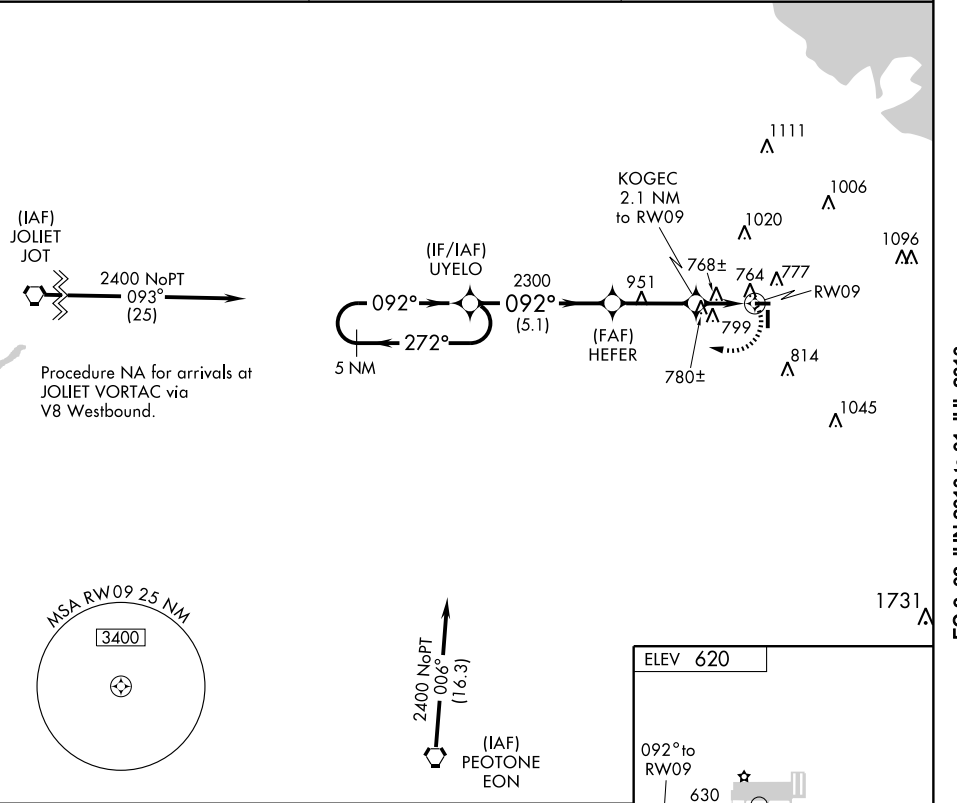 1111
1006
1020
1096
KOGEC
2.1 NM
to RW09
(IAF)
JOLIET
JOT
2400 NoPT
093°
(25)
(IF/IAF)
UYELO
092°
2300
092°
(5.1)
272°
5 NM
951
768±
764
777
RW09
(FAF)
HEFER
799
780±
814
1045
Procedure NA for arrivals at
JOLIET VORTAC via
V8 Westbound.
1731
MSA RW09 25 NM
3400
2400 NoPT
006°
(16.3)
(IAF)
PEOTONE
EON
ELEV 620
092° to
RW09
630